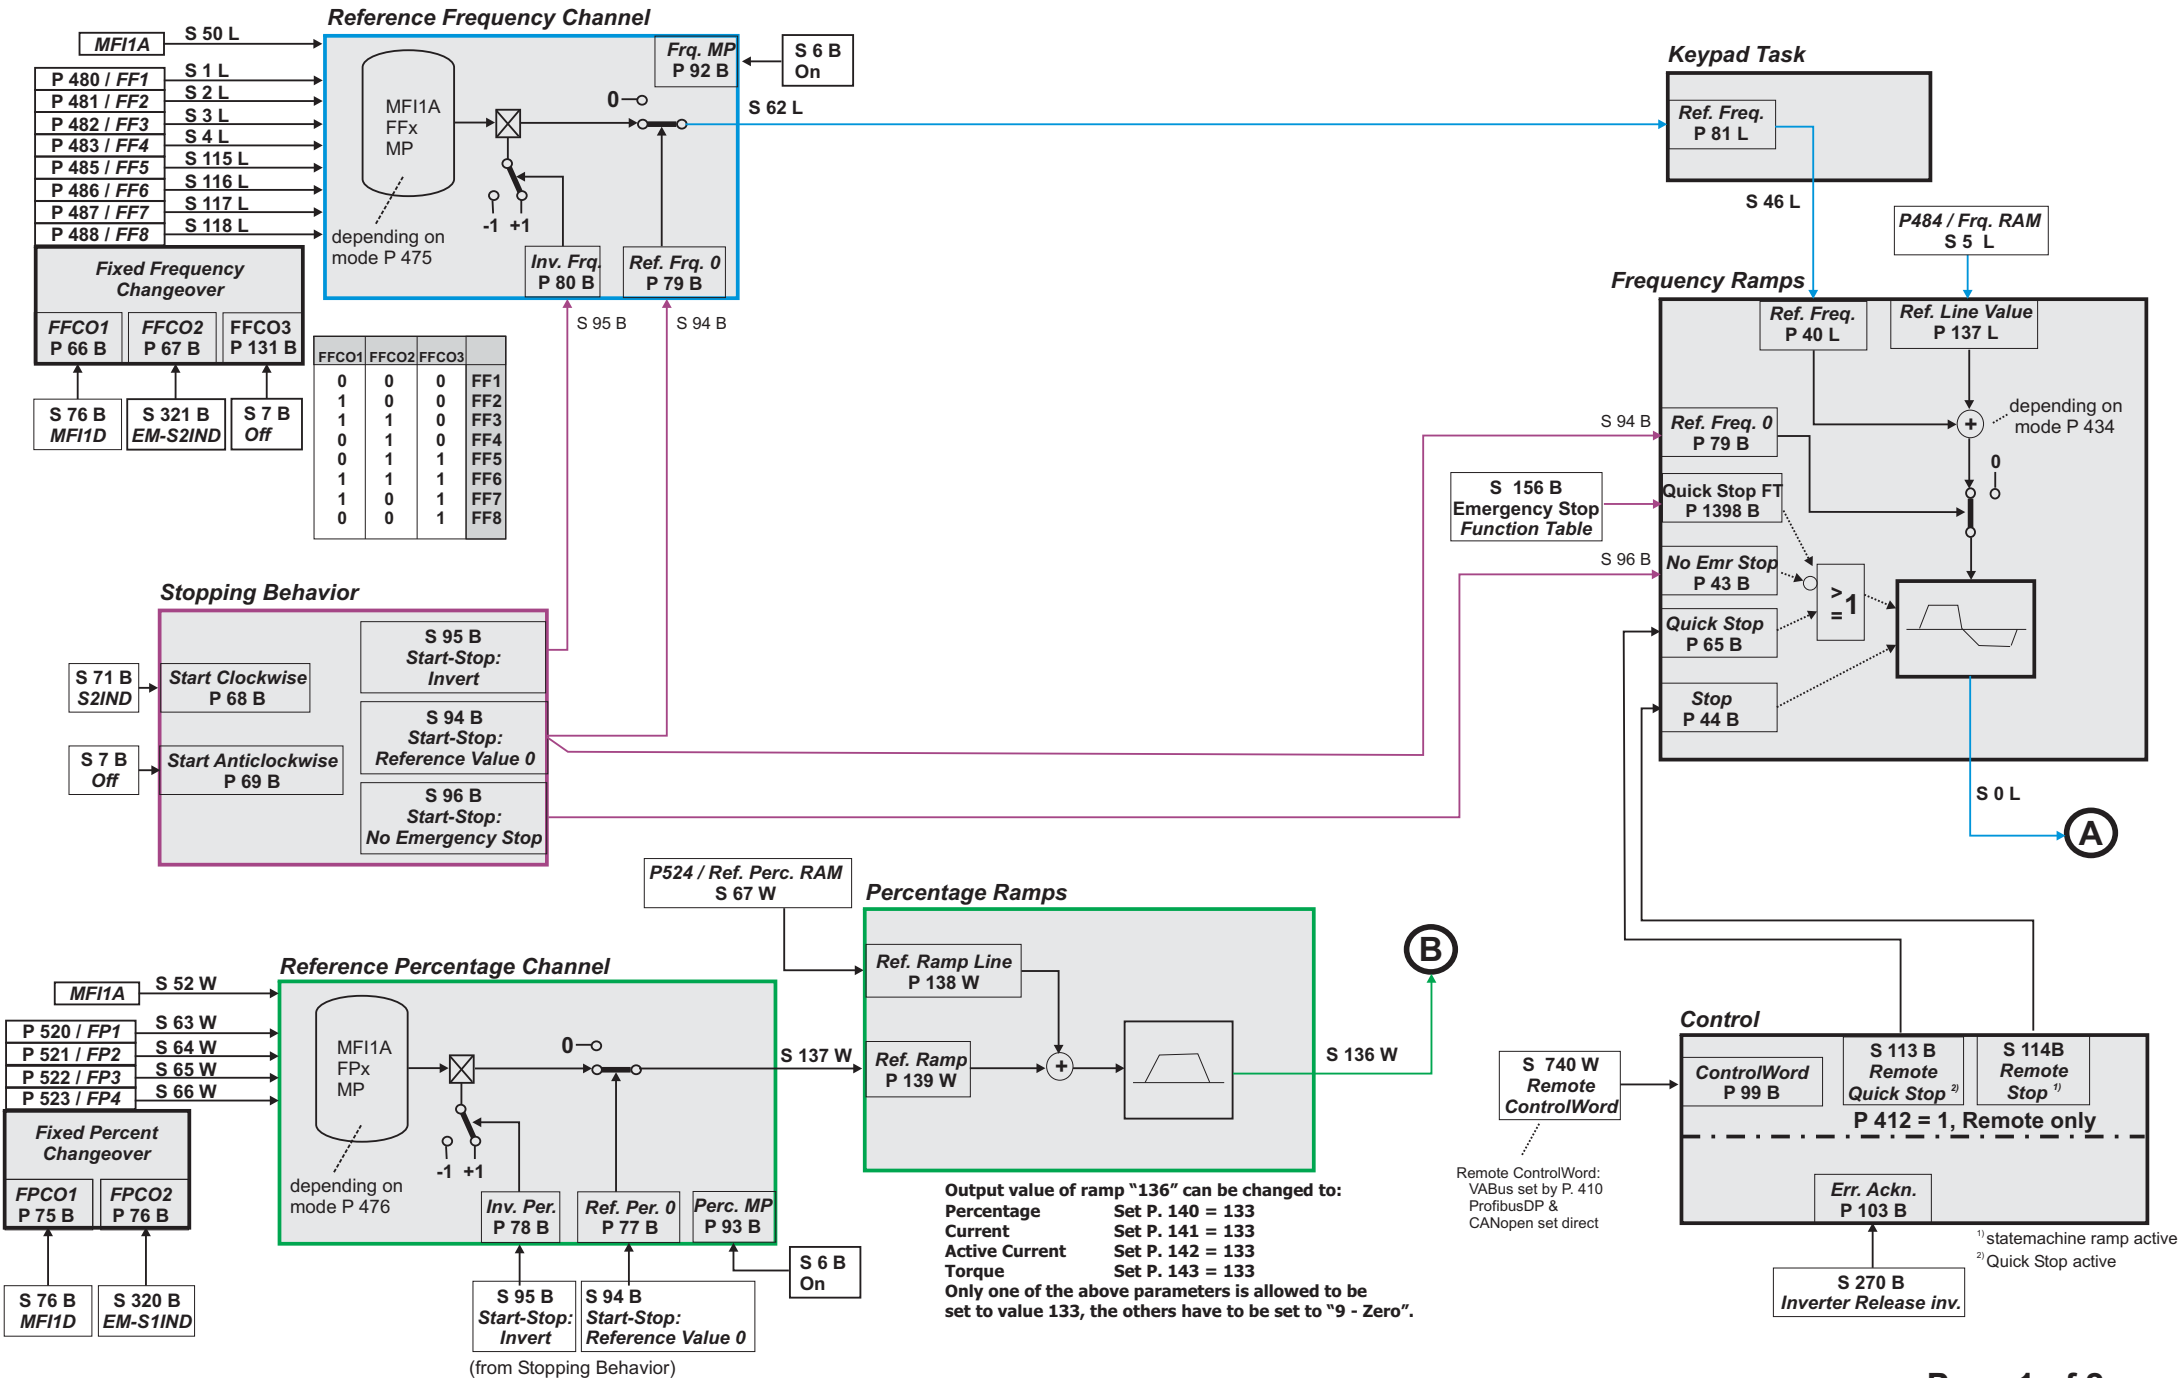 Reference Frequency Channel
MFI1A
S 50 L
P 480 / FF1
S 1 L
P 481 / FF2
S 2 L
P 482 / FF3
S 3 L
P 483 / FF4
S 4 L
P 485 / FF5
S 115 L
P 486 / FF6
S 116 L
P 487 / FF7
S 117 L
P 488 / FF8
S 118 L
MFI1A
FFx
MP
depending on
mode P 475
-1 +1
0
Frq. MP
P 92 B
S 6 B
On
S 62 L
Inv. Frq.
P 80 B
Ref. Frq. 0
P 79 B
S 95 B
S 94 B
Fixed Frequency
Changeover
FFCO1
P 66 B
FFCO2
P 67 B
FFCO3
P 131 B
S 76 B
MFI1D
S 321 B
EM-S2IND
S 7 B
Off
FFCO1 FFCO2 FFCO3
0 0 0 FF1
1 0 0 FF2
1 1 0 FF3
0 1 0 FF4
0 1 1 FF5
1 1 1 FF6
1 0 1 FF7
0 0 1 FF8
Keypad Task
Ref. Freq.
P 81 L
S 46 L
P484 / Frq. RAM
S 5 L
Frequency Ramps
Ref. Freq.
P 40 L
Ref. Line Value
P 137 L
+
depending on
mode P 434
0
S 94 B
Ref. Freq. 0
P 79 B
S 156 B
Emergency Stop
Function Table
Quick Stop FT
P 1398 B
S 96 B
No Emr Stop
P 43 B
>
=
1
Quick Stop
P 65 B
Stop
P 44 B
S 0 L
A
Stopping Behavior
S 71 B
S2IND
Start Clockwise
P 68 B
S 7 B
Off
Start Anticlockwise
P 69 B
S 95 B
Start-Stop:
Invert
S 94 B
Start-Stop:
Reference Value 0
S 96 B
Start-Stop:
No Emergency Stop
P524 / Ref. Perc. RAM
S 67 W
Percentage Ramps
Ref. Ramp Line
P 138 W
Ref. Ramp
P 139 W
+
S 136 W
B
Reference Percentage Channel
MFI1A
S 52 W
P 520 / FP1
S 63 W
P 521 / FP2
S 64 W
P 522 / FP3
S 65 W
P 523 / FP4
S 66 W
MFI1A
FPx
MP
depending on
mode P 476
-1 +1
0
S 137 W
Inv. Per.
P 78 B
Ref. Per. 0
P 77 B
Perc. MP
P 93 B
S 6 B
On
S 95 B
Start-Stop:
Invert
S 94 B
Start-Stop:
Reference Value 0
(from Stopping Behavior)
Fixed Percent
Changeover
FPCO1
P 75 B
FPCO2
P 76 B
S 76 B
MFI1D
S 320 B
EM-S1IND
Output value of ramp “136” can be changed to:
Percentage Set P. 140 = 133
Current Set P. 141 = 133
Active Current Set P. 142 = 133
Torque Set P. 143 = 133
Only one of the above parameters is allowed to be
set to value 133, the others have to be set to “9 - Zero”.
Control
S 740 W
Remote
ControlWord
ControlWord
P 99 B
S 113 B
Remote
Quick Stop 2)
S 114B
Remote
Stop 1)
P 412 = 1, Remote only
Remote ControlWord:
VABus set by P. 410
ProfibusDP &
CANopen set direct
Err. Ackn.
P 103 B
S 270 B
Inverter Release inv.
1) statemachine ramp active
2) Quick Stop active